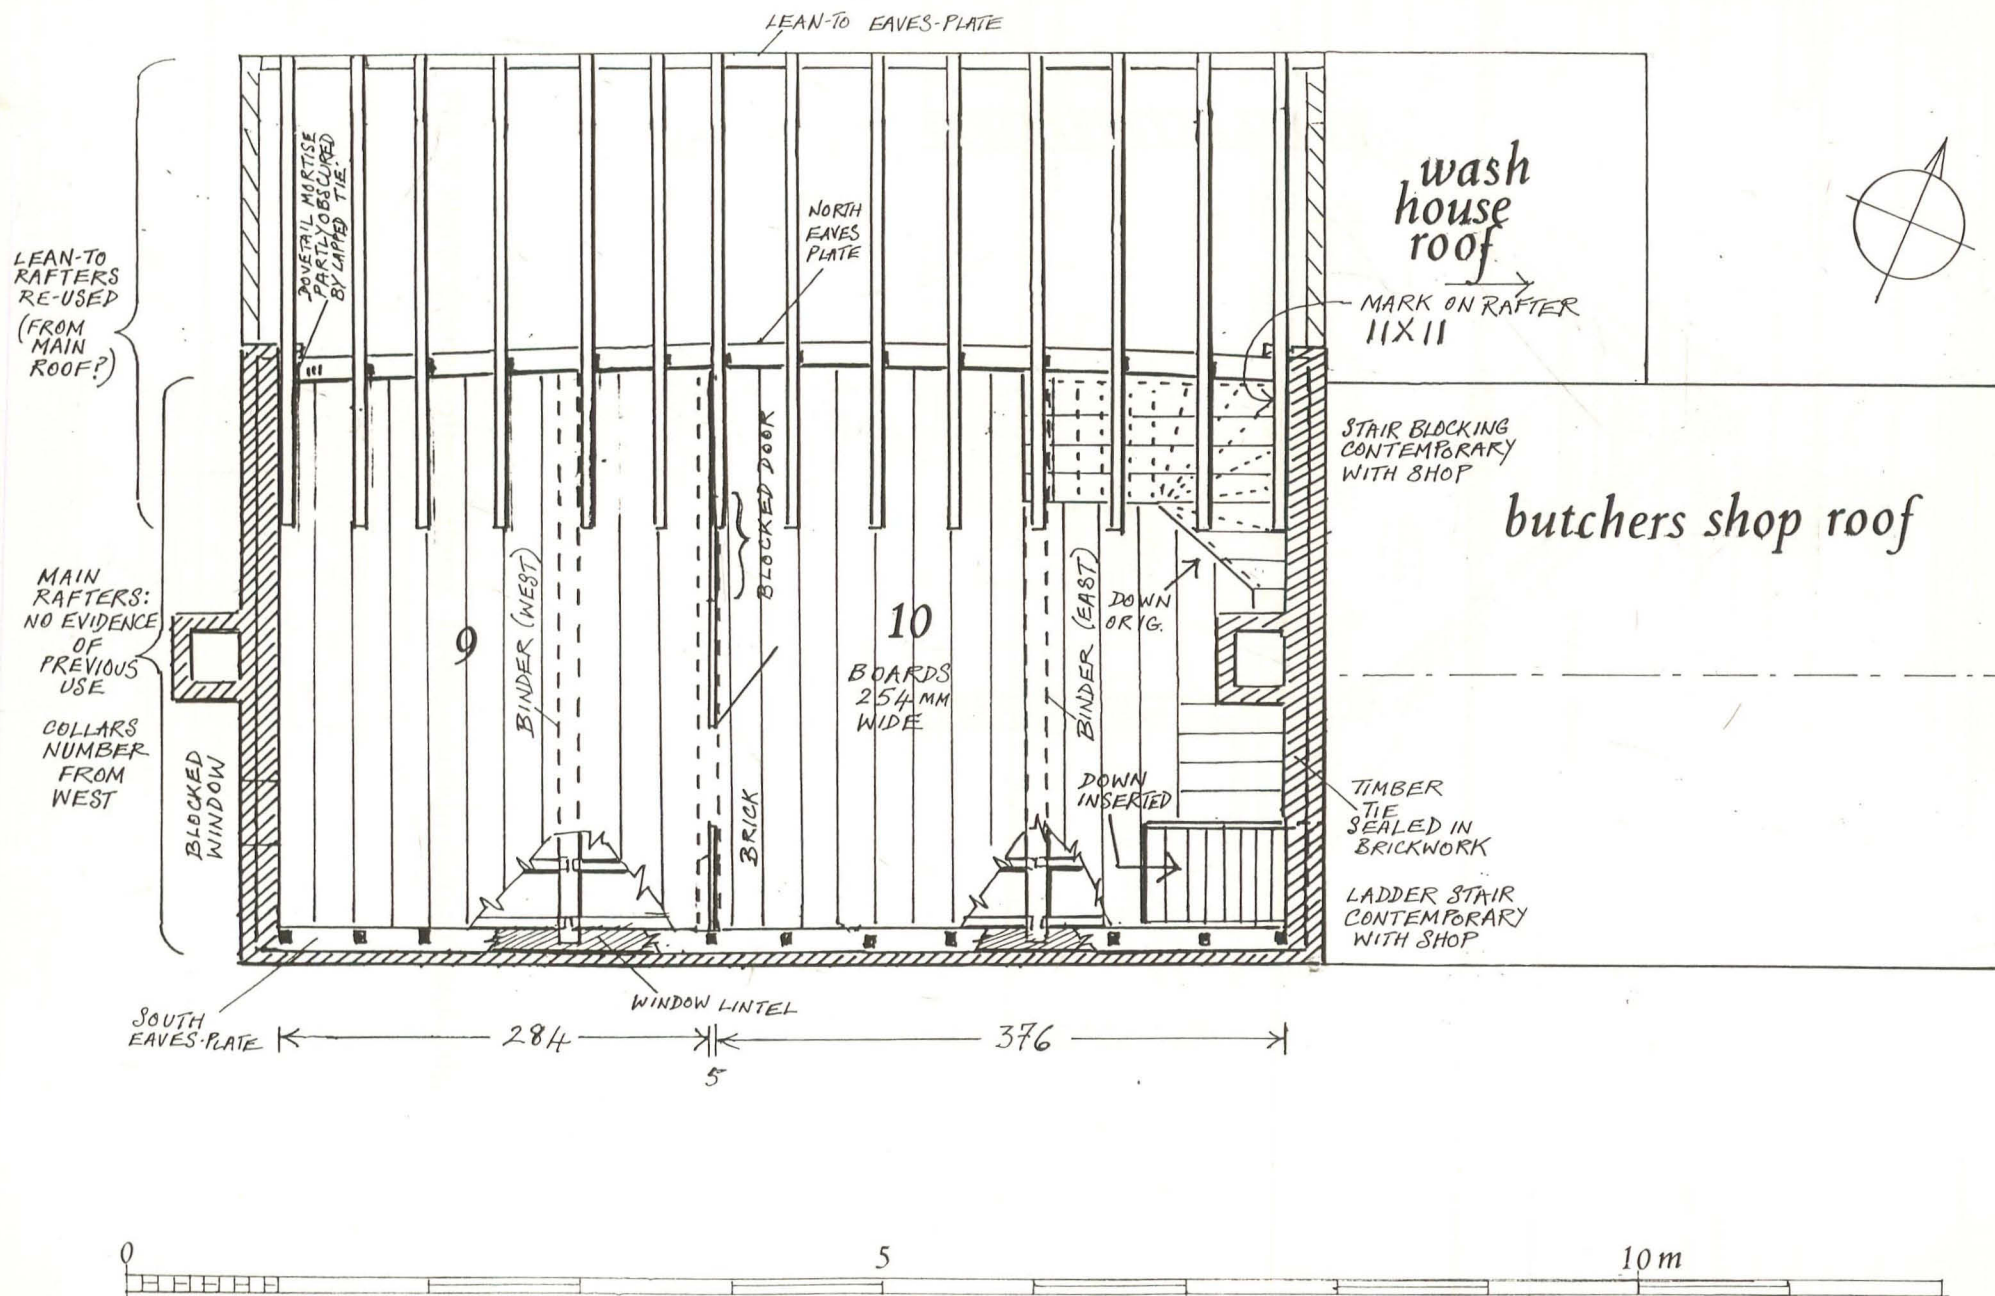 LEAN-TO EAVES-PLATE
DOVETAIL MORTISE
PARTLY OBSCURED
BY LAPPED TIE.
NORTH
EAVES
PLATE
wash
house
roof
LEAN-TO
RAFTERS
RE-USED
(FROM
MAIN
ROOF?)
MARK ON RAFTER
IIXII
STAIR BLOCKING
CONTEMPORARY
WITH SHOP
butchers shop roof
BLOCKED DOOR
MAIN
RAFTERS:
NO EVIDENCE
OF
PREVIOUS
USE
COLLARS
NUMBER
FROM
WEST
BLOCKED
WINDOW
9
BINDER (WEST)
10
BOARDS
254 MM
WIDE
BINDER (EAST)
DOWN
ORIG.
DOWN
INSERTED
BRICK
TIMBER
TIE
SEALED IN
BRICKWORK
LADDER STAIR
CONTEMPORARY
WITH SHOP
SOUTH
EAVES-PLATE
WINDOW LINTEL
284
376
5
0
5
10 m